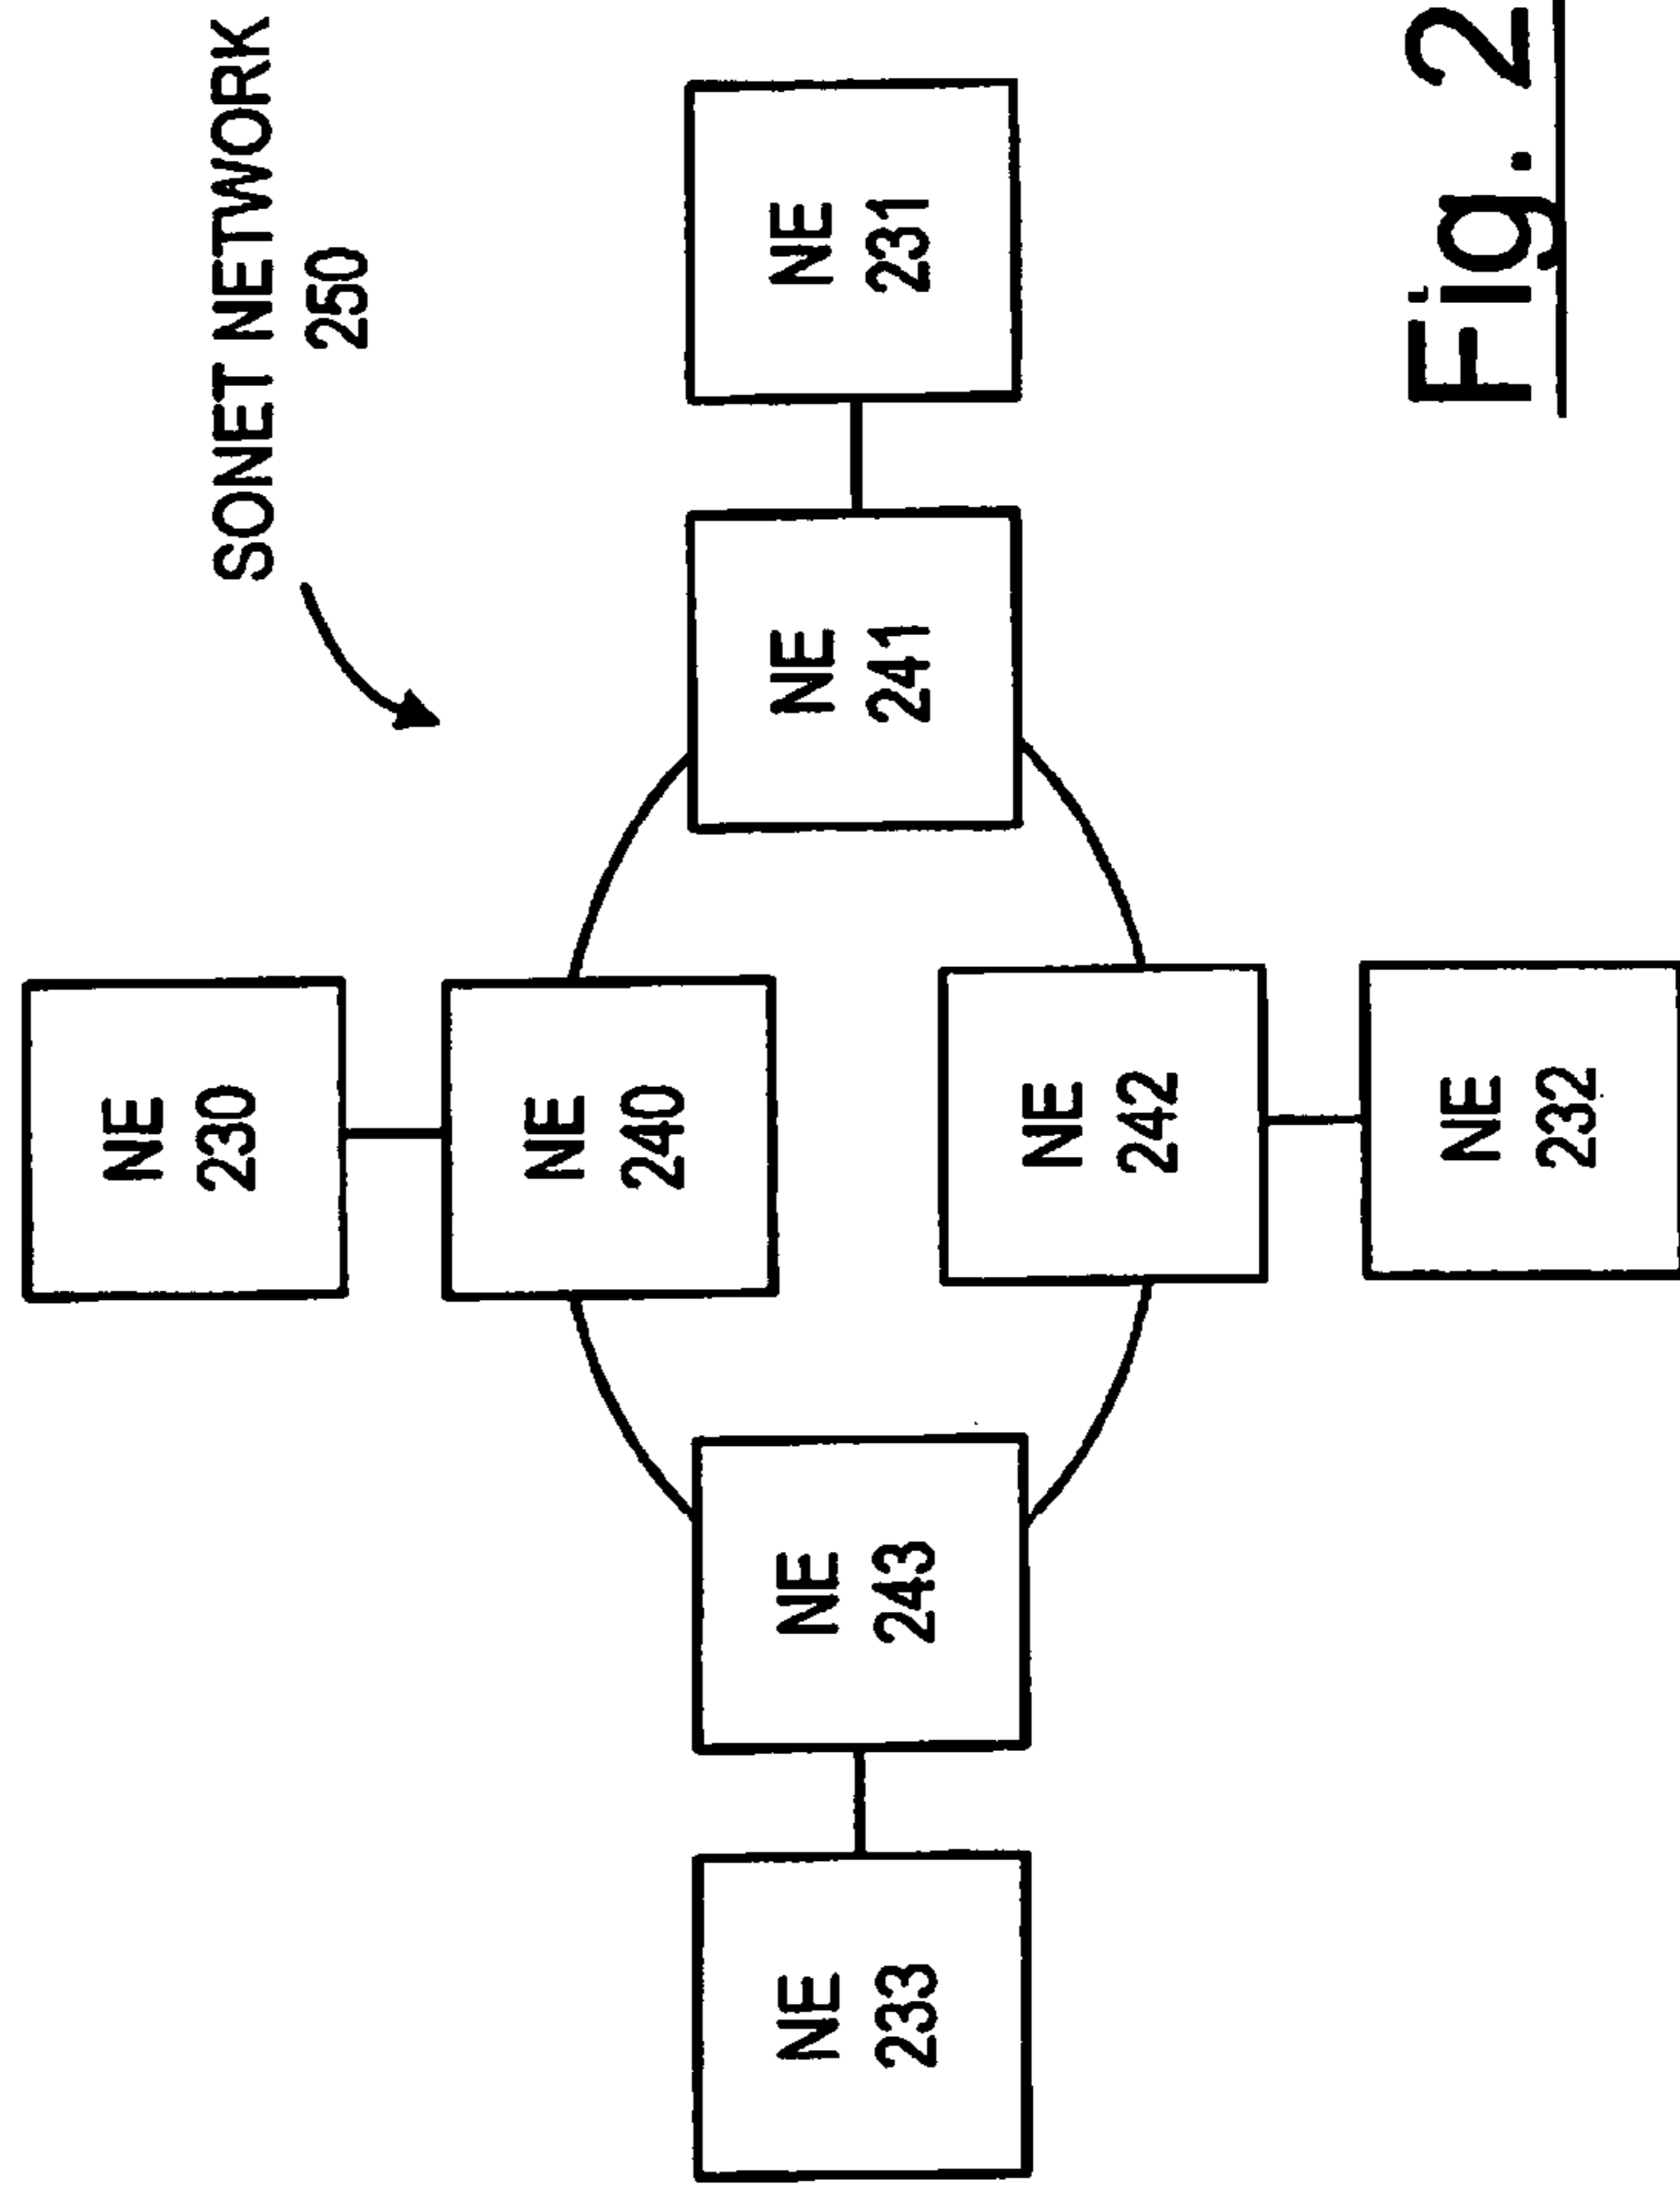 SONET NETWORK
250
NE
230
NE
240
NE
233
NE
243
NE
241
NE
231
NE
242
NE
232
Fig. 2